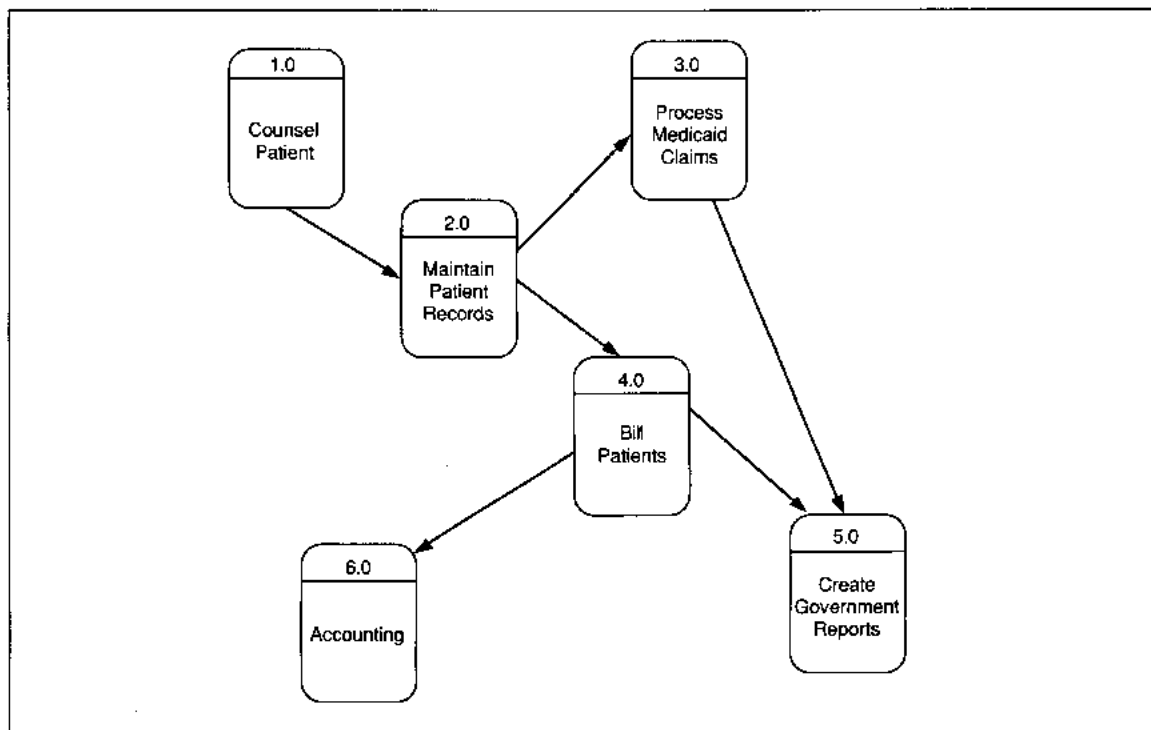 1.0
Counsel
Patient
3.0
Process
Medicaid
Claims
2.0
Maintain
Patient
Records
4.0
Bill
Patients
5.0
Create
Government
Reports
6.0
Accounting